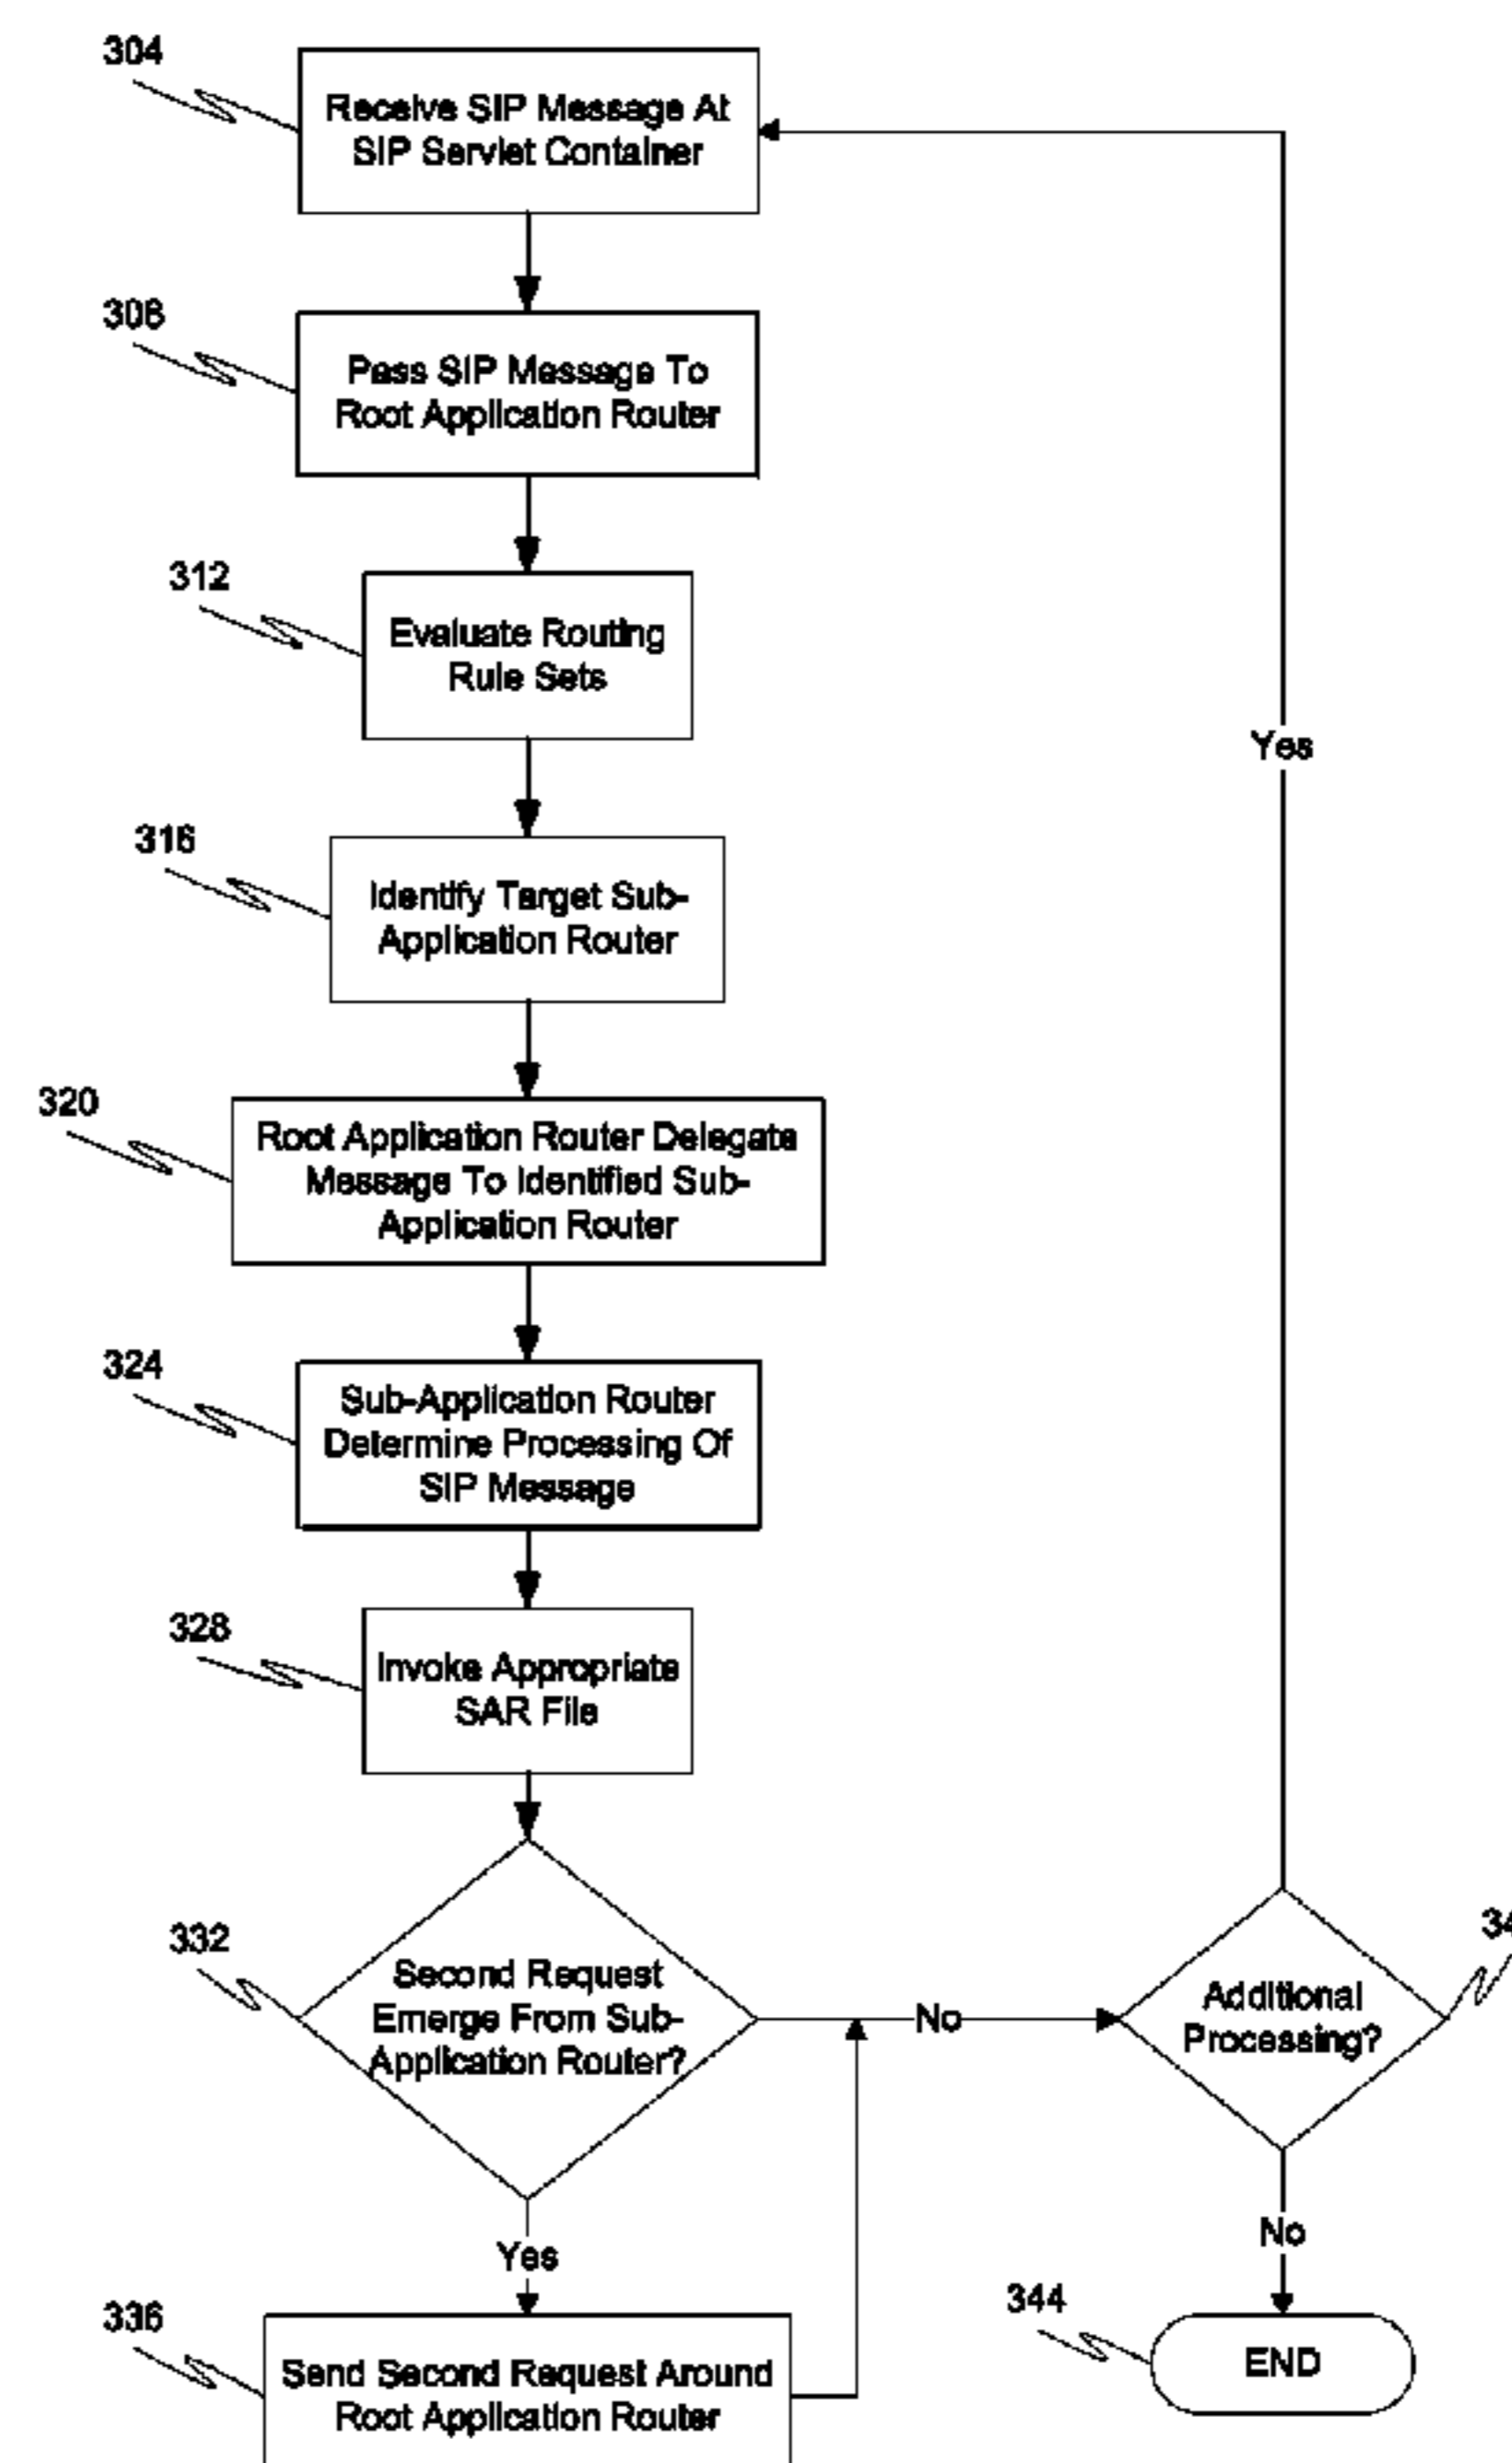 304
Receive SIP Message At
SIP Servlet Container
308
Pass SIP Message To
Root Application Router
312
Evaluate Routing
Rule Sets
Yes
316
Identify Target Sub-
Application Router
320
Root Application Router Delegate
Message To Identified Sub-
Application Router
324
Sub-Application Router
Determine Processing Of
SIP Message
328
Invoke Appropriate
SAR File
332
Second Request
Emerge From Sub-
Application Router?
No
Additional
Processing?
Yes
No
336
Send Second Request Around
Root Application Router
344
END